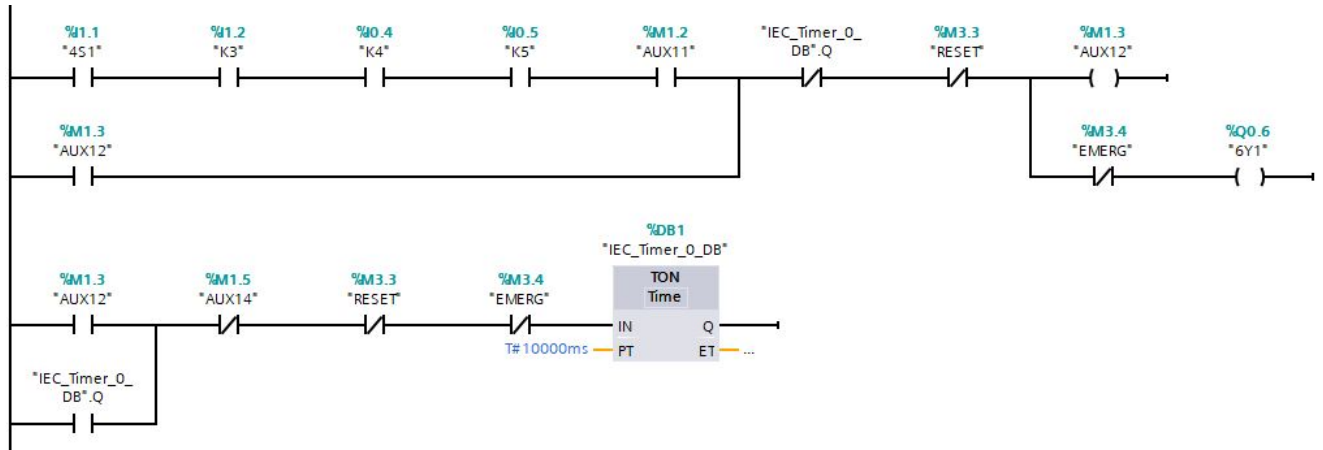 %I1.1
"4S1"
%I1.2
"K3"
%I0.4
"K4"
%I0.5
"K5"
%M1.2
"AUX11"
"IEC_Timer_0_
DB".Q
%M3.3
"RESET"
%M1.3
"AUX12"
%M1.3
"AUX12"
%M3.4
"EMERG"
%Q0.6
"6Y1"
%DB1
"IEC_Timer_0_DB"
%M1.3
"AUX12"
%M1.5
"AUX14"
%M3.3
"RESET"
%M3.4
"EMERG"
TON
Time
IN Q
T#10000ms PT ET ...
"IEC_Timer_0_
DB".Q